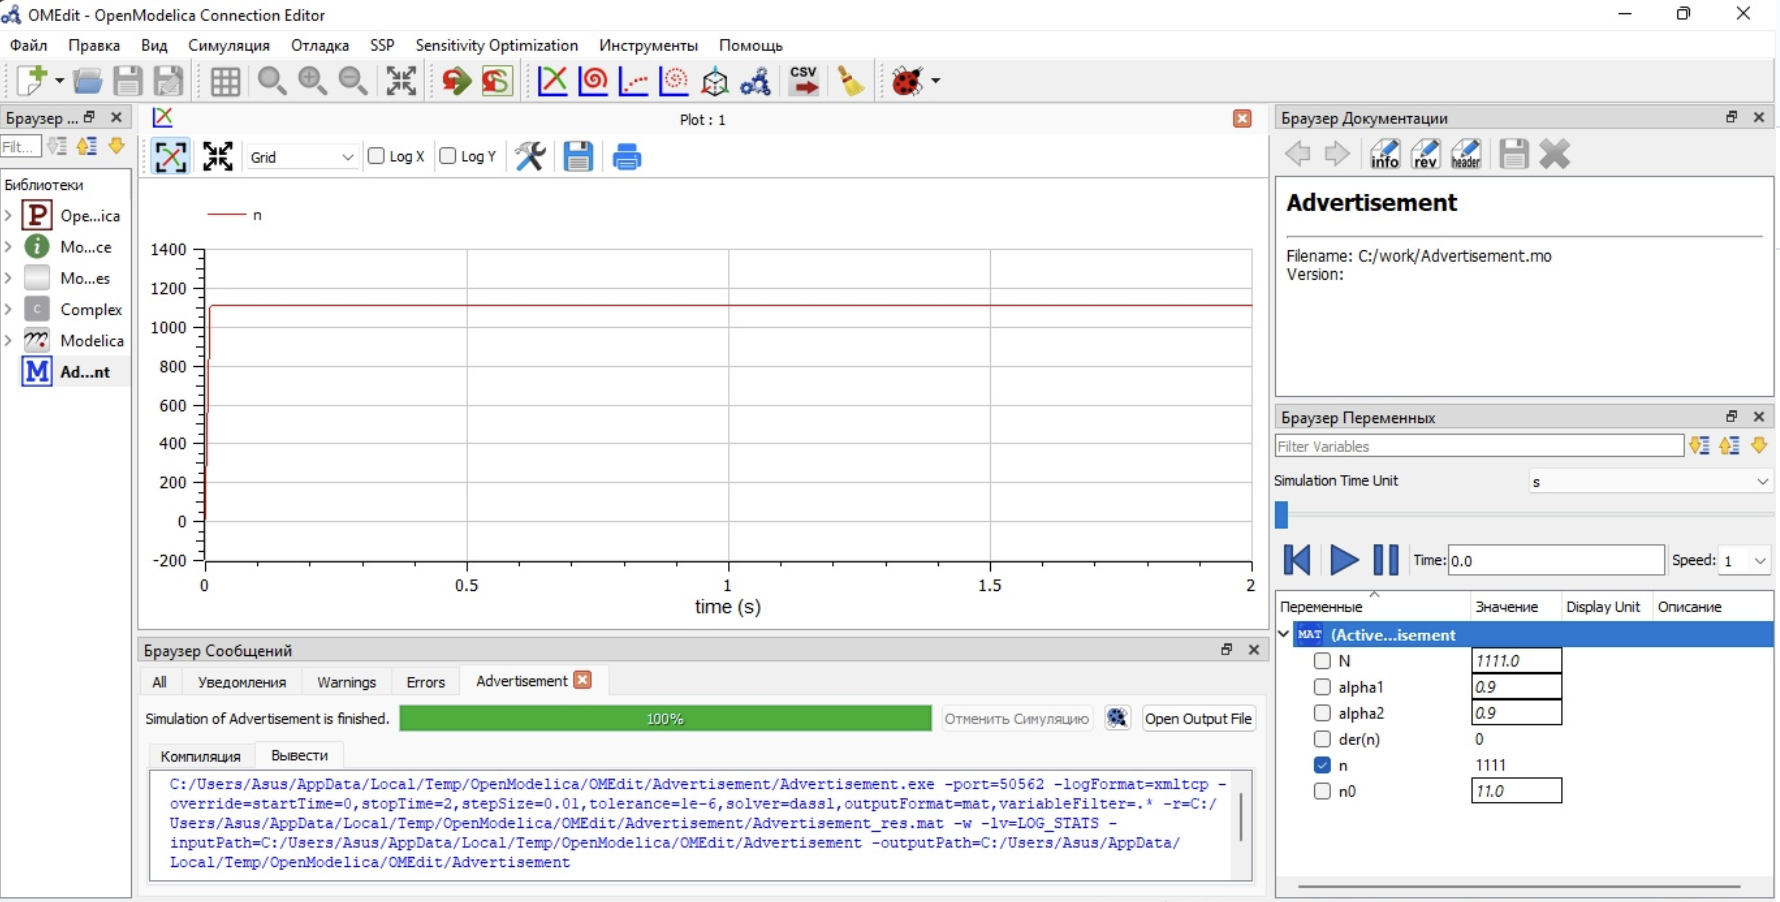 OMEdit - OpenModelica Connection Editor
Файл Правка Вид Симуляция Отладка SSP Sensitivity Optimization Инструменты Помощь
CSV
Браузер ...
Filt...
Библиотеки
P Ope...ica
i Mo...ce
Mo...es
C Complex
m Modelica
M Ad...nt
Plot : 1
Grid Log X Log Y
n
1400
1200
1000
800
600
400
200
0
-200
0 0.5 1 1.5 2
time (s)
Браузер Сообщений
All Уведомления Warnings Errors Advertisement
Simulation of Advertisement is finished. 100% Отменить Симуляцию Open Output File
Компиляция Вывести
C:/Users/Asus/AppData/Local/Temp/OpenModelica/OMEdit/Advertisement/Advertisement.exe -port=50562 -logFormat=xmltcp -
override=startTime=0,stopTime=2,stepSize=0.01,tolerance=1e-6,solver=dassl,outputFormat=mat,variableFilter=.* -r=C:/
Users/Asus/AppData/Local/Temp/OpenModelica/OMEdit/Advertisement/Advertisement_res.mat -w -lv=LOG_STATS -
inputPath=C:/Users/Asus/AppData/Local/Temp/OpenModelica/OMEdit/Advertisement -outputPath=C:/Users/Asus/AppData/
Local/Temp/OpenModelica/OMEdit/Advertisement
Браузер Документации
info rev header
Advertisement
Filename: C:/work/Advertisement.mo
Version:
Браузер Переменных
Filter Variables
Simulation Time Unit s
Time: 0.0 Speed: 1
Переменные Значение Display Unit Описание
MAT (Active...isement
N 1111.0
alpha1 0.9
alpha2 0.9
der(n) 0
n 1111
n0 11.0